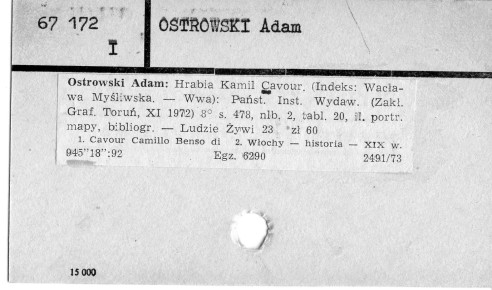 67 172
I
OSTROWSKI Adam
Ostrowski Adam: Hrabia Kamil Cavour. (Indeks: Wacła-
wa Myśliwska. — Wwa): Państ. Inst. Wydaw. (Zakł.
Graf. Toruń, XI 1972) 8° s. 478, nlb. 2, tabl. 20, il. portr.
mapy, bibliogr. — Ludzie Żywi 23 zł 60
1. Cavour Camillo Benso di 2. Włochy — historia — XIX w.
945"18":92 Egz. 6290 2491/73
15 000